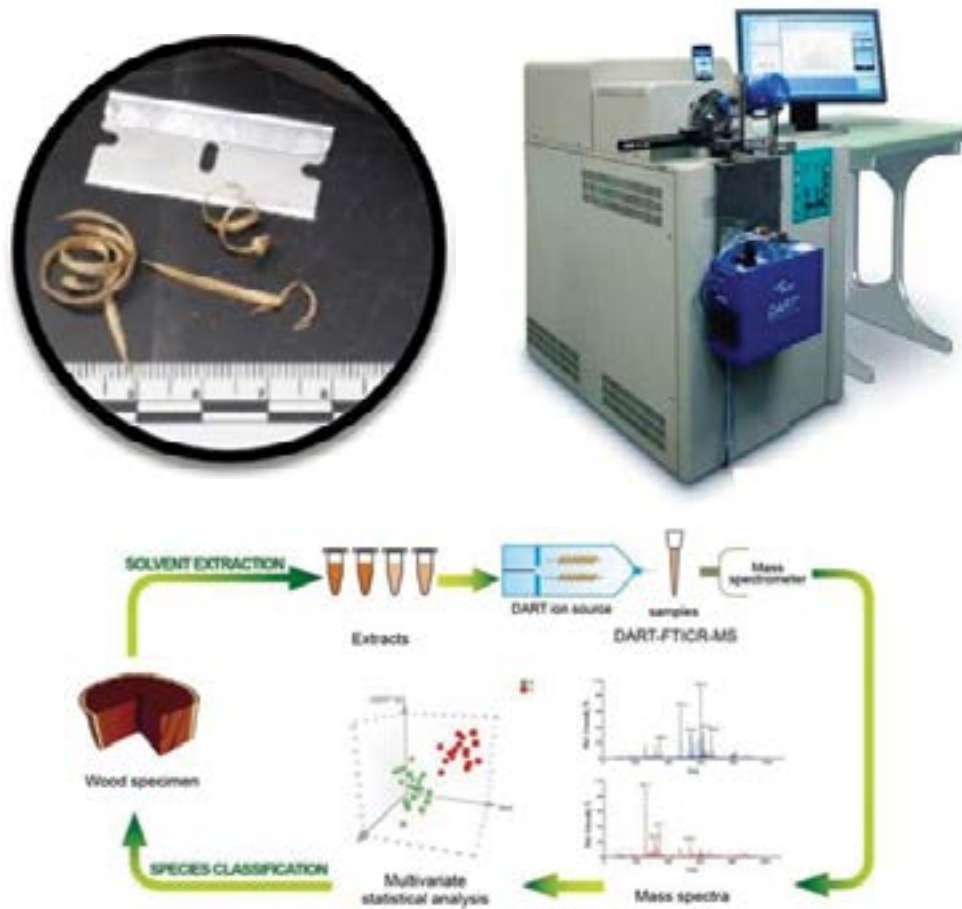 DART
SOLVENT EXTRACTION
Extracts
DART ion source
samples
Mass
spectrometer
DART-FTICR-MS
Wood specimen
SPECIES CLASSIFICATION
Multivariate
statistical analysis
Mass spectra